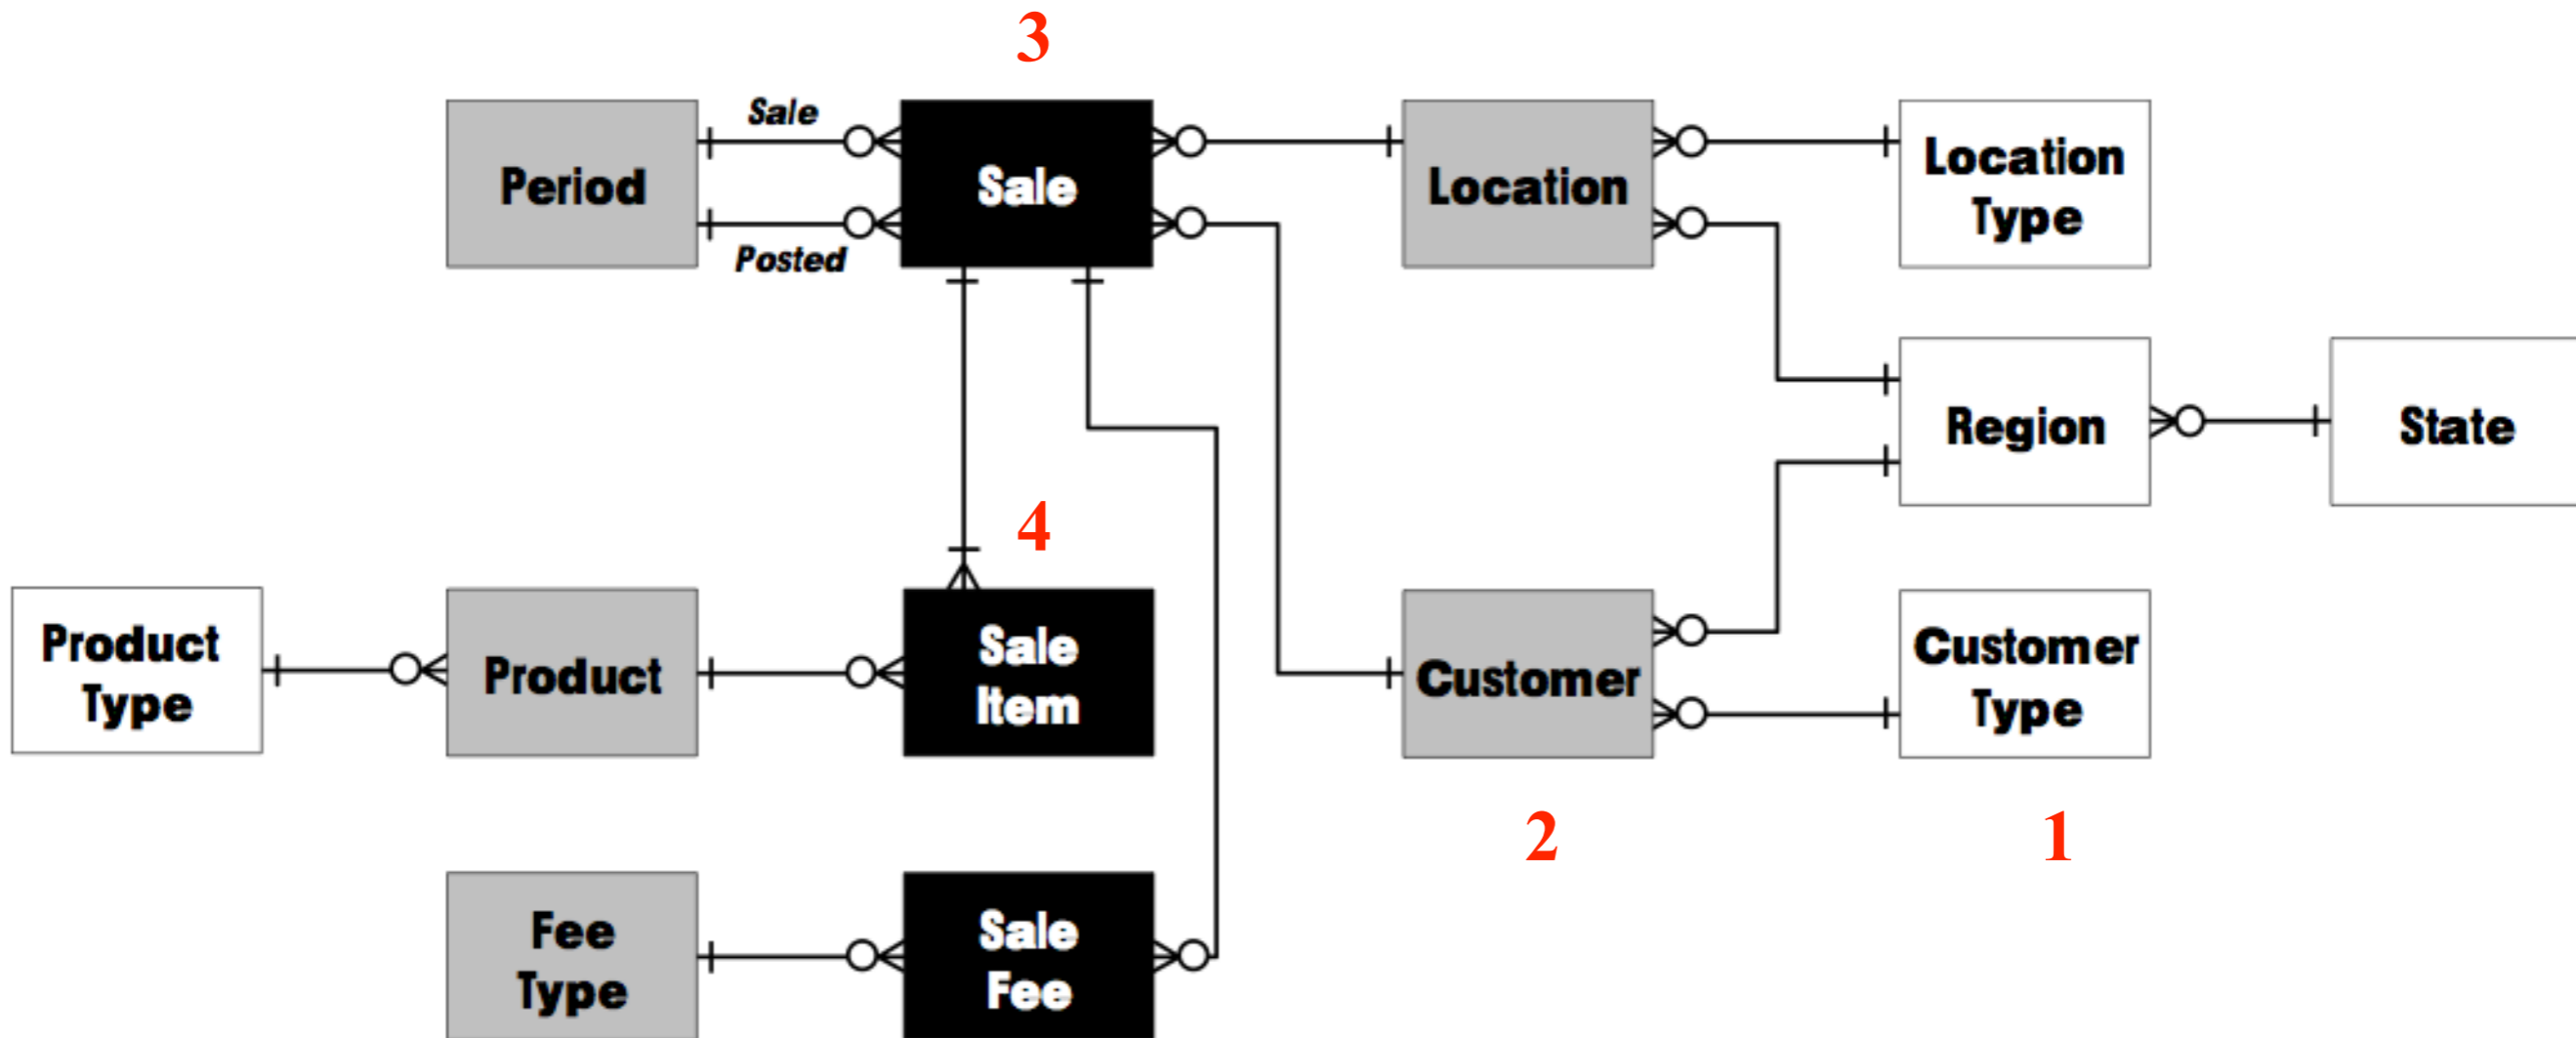 3
Sale
Period
Sale
Location
Location
Type
Posted
Region
State
4
Product
Type
Product
Sale
Item
Customer
Customer
Type
2
1
Fee
Type
Sale
Fee